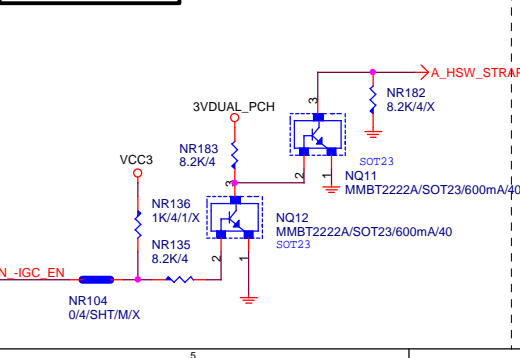 A_HSW_STRAP
3
NR182
8.2K/4/X
3VDUAL_PCH
NR183
8.2K/4
SOT23
2
1
NQ11
MMBT2222A/SOT23/600mA/40
VCC3
3
NR136
1K/4/1/X
NQ12
MMBT2222A/SOT23/600mA/40
SOT23
NR135
8.2K/4
2
1
N_-IGC_EN
NR104
0/4/SHT/M/X
5